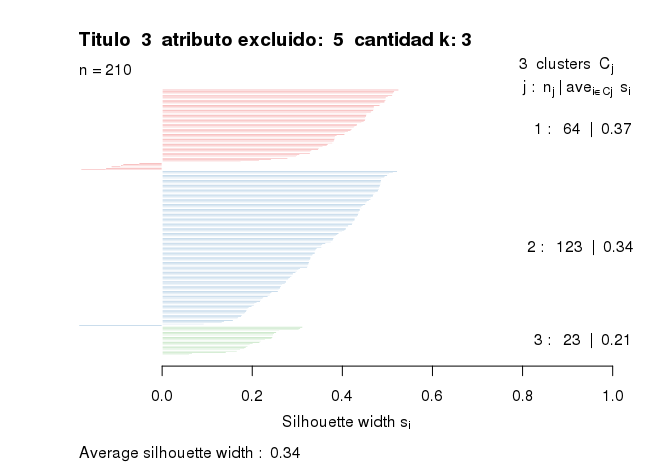 Titulo 3 atributo excluido: 5 cantidad k: 3
n = 210
3 clusters Cj
j : nj | avei∈Cj si
1 : 64 | 0.37
2 : 123 | 0.34
3 : 23 | 0.21
0.0 0.2 0.4 0.6 0.8 1.0
Silhouette width si
Average silhouette width : 0.34